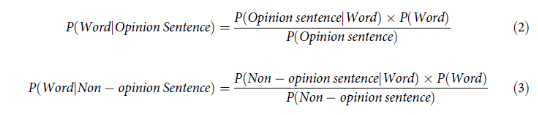 P(Word|Opinion Sentence) = P(Opinion sentence|Word) × P(Word) / P(Opinion sentence) (2)
P(Word|Non − opinion Sentence) = P(Non − opinion sentence|Word) × P(Word) / P(Non − opinion sentence) (3)